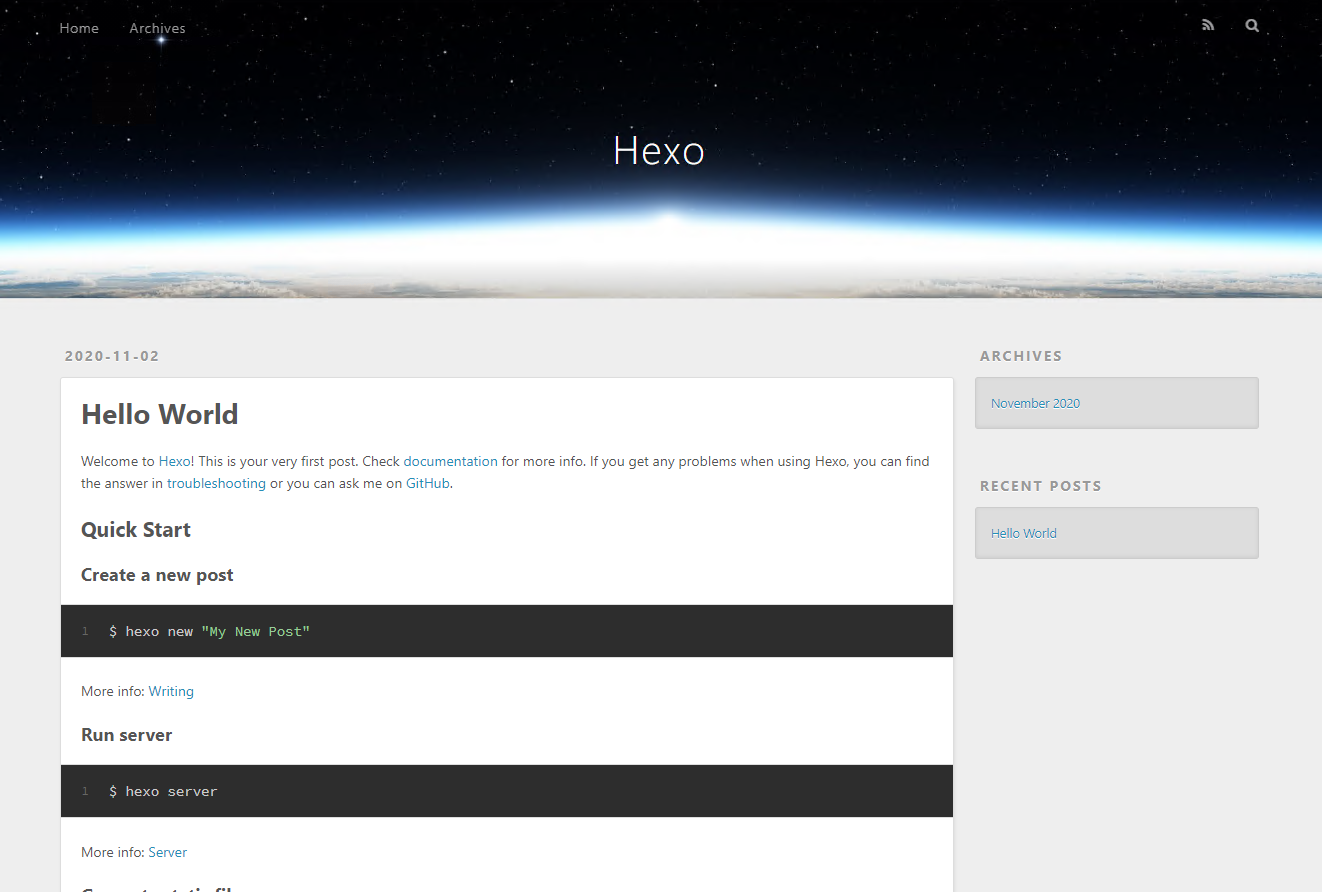 Home Archives
Hexo
2020-11-02
Hello World
Welcome to Hexo! This is your very first post. Check documentation for more info. If you get any problems when using Hexo, you can find
the answer in troubleshooting or you can ask me on GitHub.
Quick Start
Create a new post
1 $ hexo new "My New Post"
More info: Writing
Run server
1 $ hexo server
More info: Server
ARCHIVES
November 2020
RECENT POSTS
Hello World